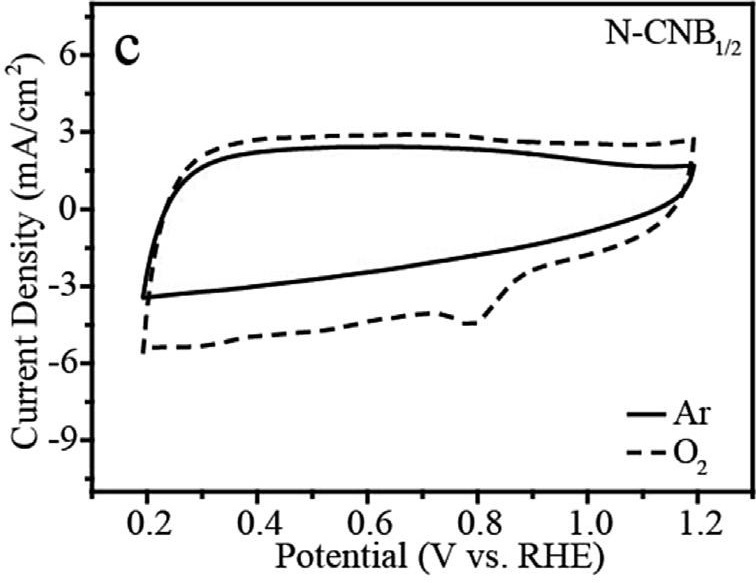 c
N-CNB1/2
Current Density (mA/cm²)
6
3
0
-3
-6
-9
Ar
O₂
0.2 0.4 0.6 0.8 1.0 1.2
Potential (V vs. RHE)